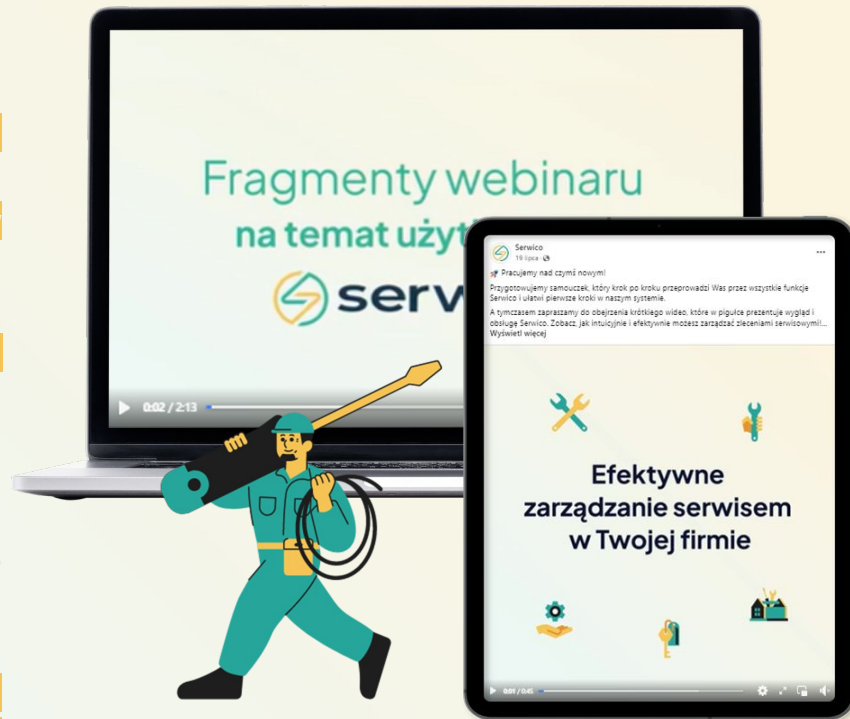 Fragmenty webinaru
na temat użyt
serw
0:02 / 2:13
Serwico
19 lipca
Pracujemy nad czymś nowym!
Przygotowujemy samouczek, który krok po kroku przeprowadzi Was przez wszystkie funkcje
Serwico i ułatwi pierwsze kroki w naszym systemie.
A tymczasem zapraszamy do obejrzenia krótkiego wideo, które w pigułce prezentuje wygląd i
obsługę Serwico. Zobacz, jak intuicyjnie i efektywnie możesz zarządzać zleceniami serwisowymi!...
Wyświetl więcej
Efektywne
zarządzanie serwisem
w Twojej firmie
0:01 / 0:45